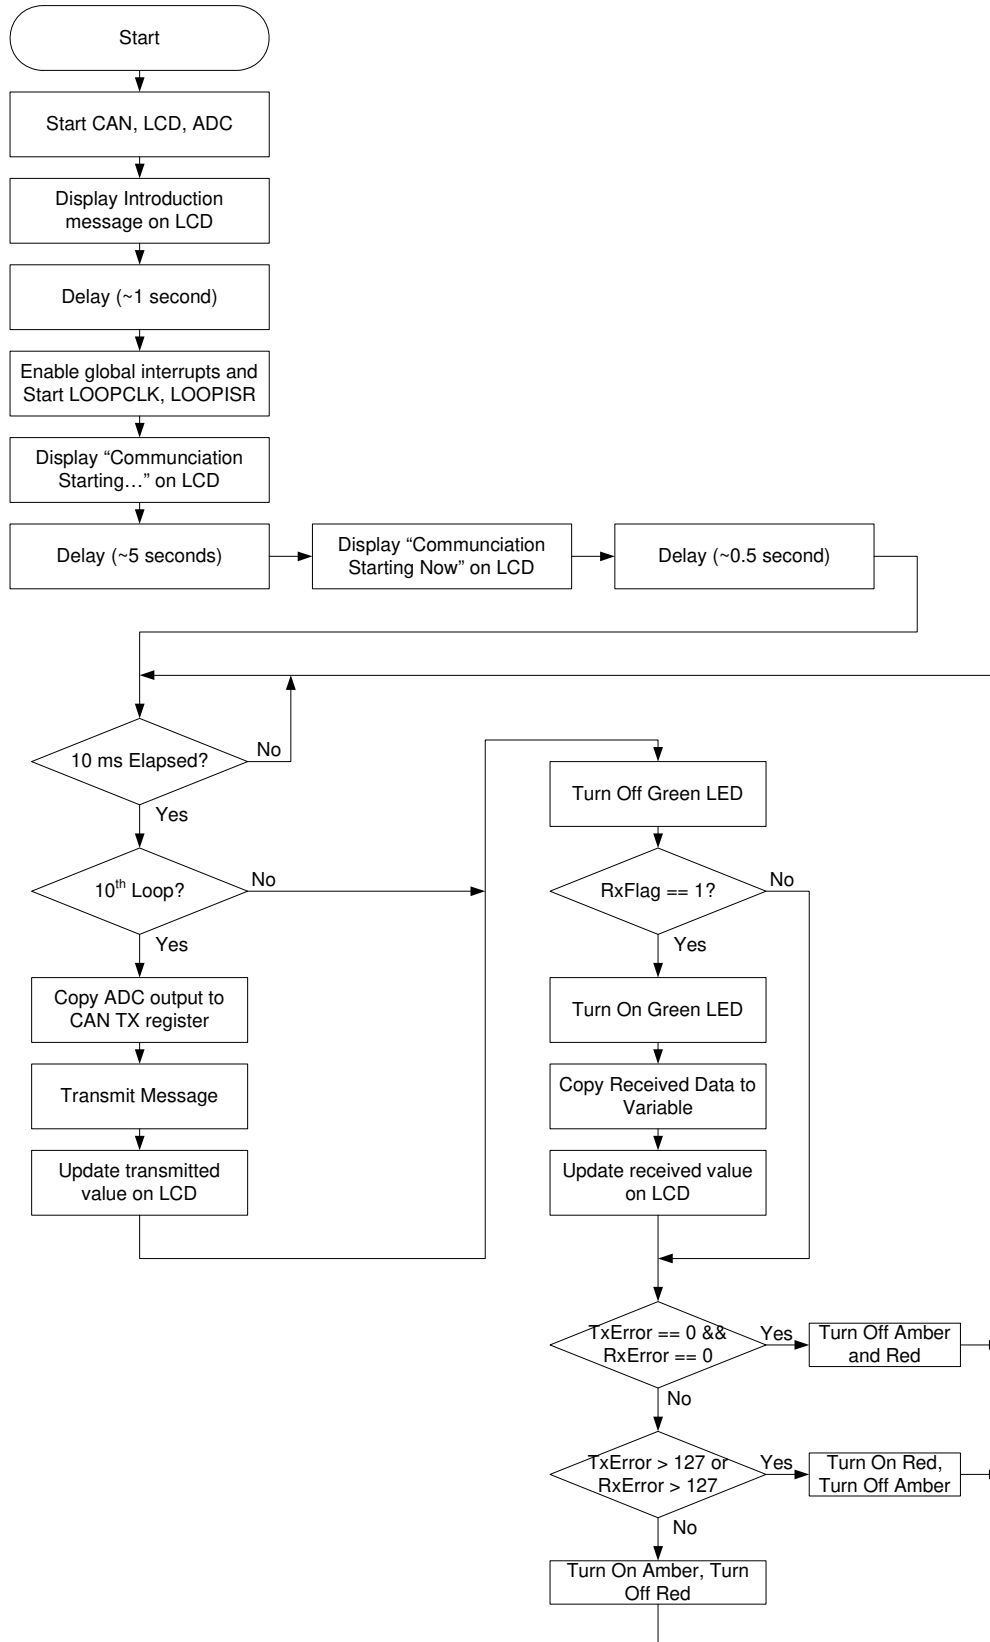 Start
Start CAN, LCD, ADC
Display Introduction
message on LCD
Delay (~1 second)
Enable global interrupts and
Start LOOPCLK, LOOPISR
Display “Communciation
Starting…” on LCD
Delay (~5 seconds)
Display “Communciation
Starting Now” on LCD
Delay (~0.5 second)
10 ms Elapsed?
No
Yes
10th Loop?
No
Yes
Copy ADC output to
CAN TX register
Transmit Message
Update transmitted
value on LCD
Turn Off Green LED
RxFlag == 1?
No
Yes
Turn On Green LED
Copy Received Data to
Variable
Update received value
on LCD
TxError == 0 &&
RxError == 0
Yes
Turn Off Amber
and Red
No
TxError > 127 or
RxError > 127
Yes
Turn On Red,
Turn Off Amber
No
Turn On Amber, Turn
Off Red